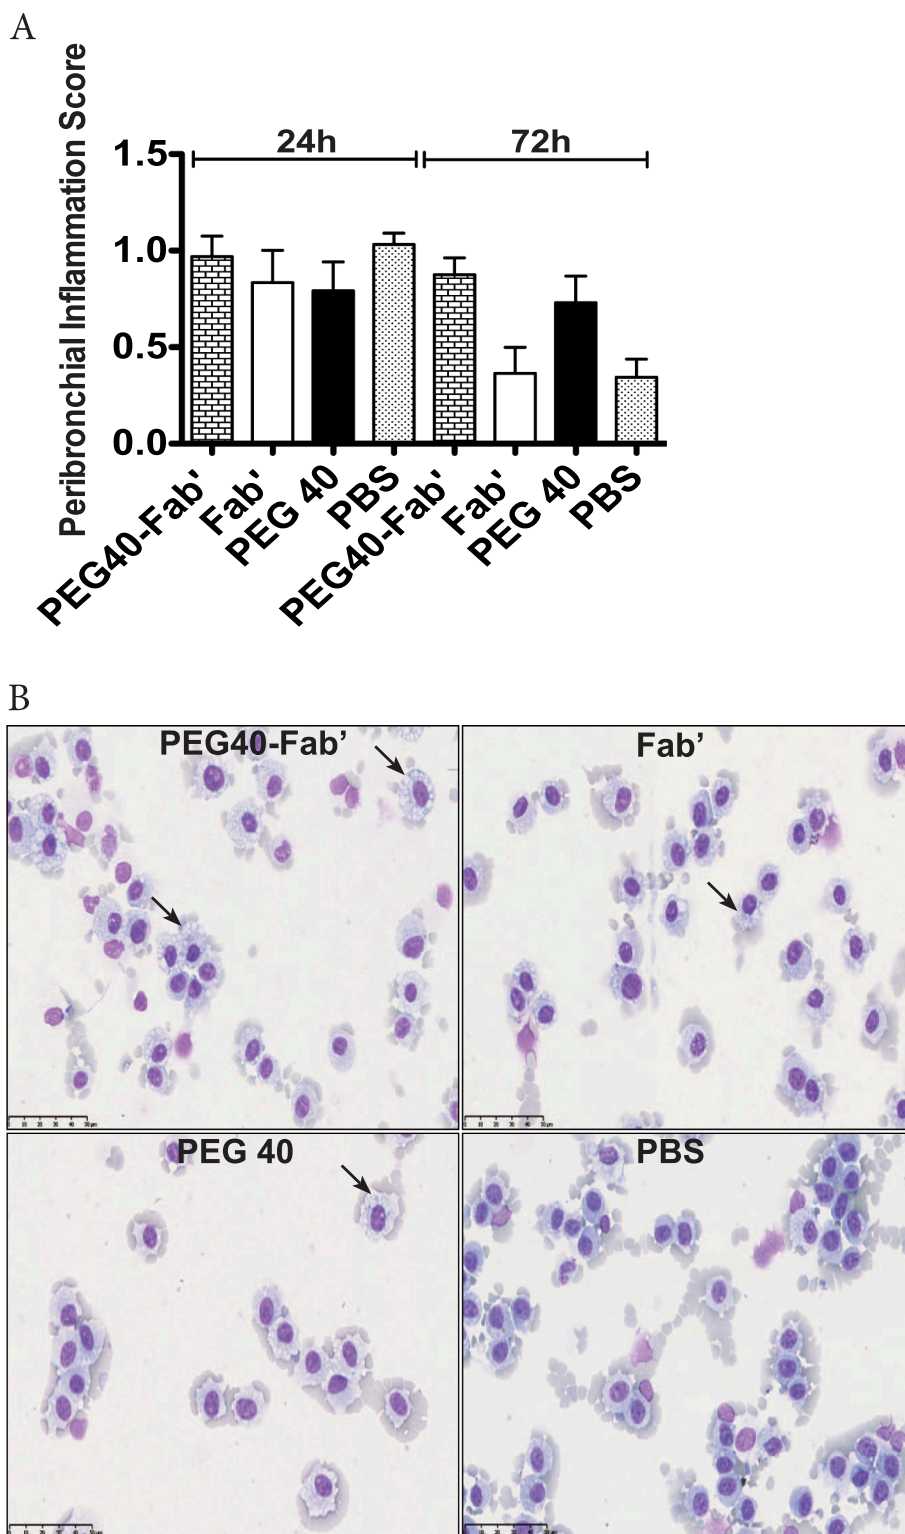 A
Peribronchial Inflammation Score
24h
72h
1.5
1.0
0.5
0.0
PEG40-Fab'
Fab'
PEG 40
PBS
PEG40-Fab'
Fab'
PEG 40
PBS
B
PEG40-Fab’
Fab’
PEG 40
PBS